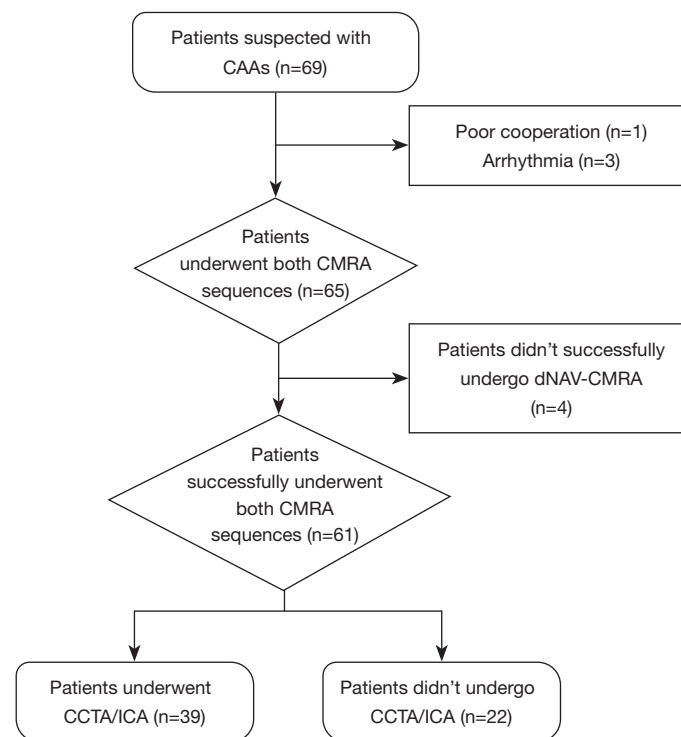 Patients suspected with
CAAs (n=69)
Poor cooperation (n=1)
Arrhythmia (n=3)
Patients
underwent both CMRA
sequences (n=65)
Patients didn’t successfully
undergo dNAV-CMRA
(n=4)
Patients
successfully underwent
both CMRA
sequences (n=61)
Patients underwent
CCTA/ICA (n=39)
Patients didn’t undergo
CCTA/ICA (n=22)